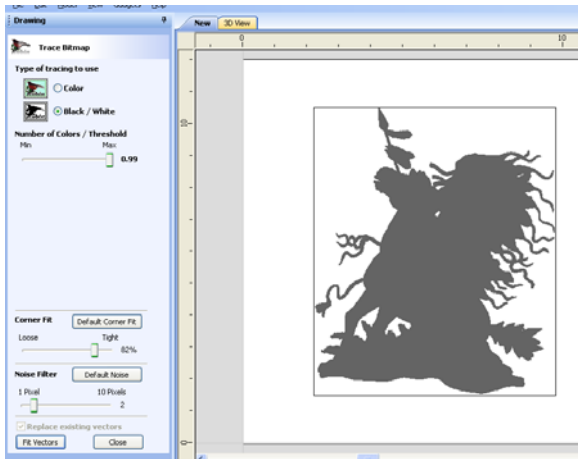 Drawing
Trace Bitmap
Type of tracing to use
Color
Black / White
Number of Colors / Threshold
Min Max
0.99
Corner Fit Default Corner Fit
Loose Tight
82%
Noise Filter Default Noise
1 Pixel 10 Pixels
2
Replace existing vectors
Fit Vectors Close
New 3D View
0 10
10
0